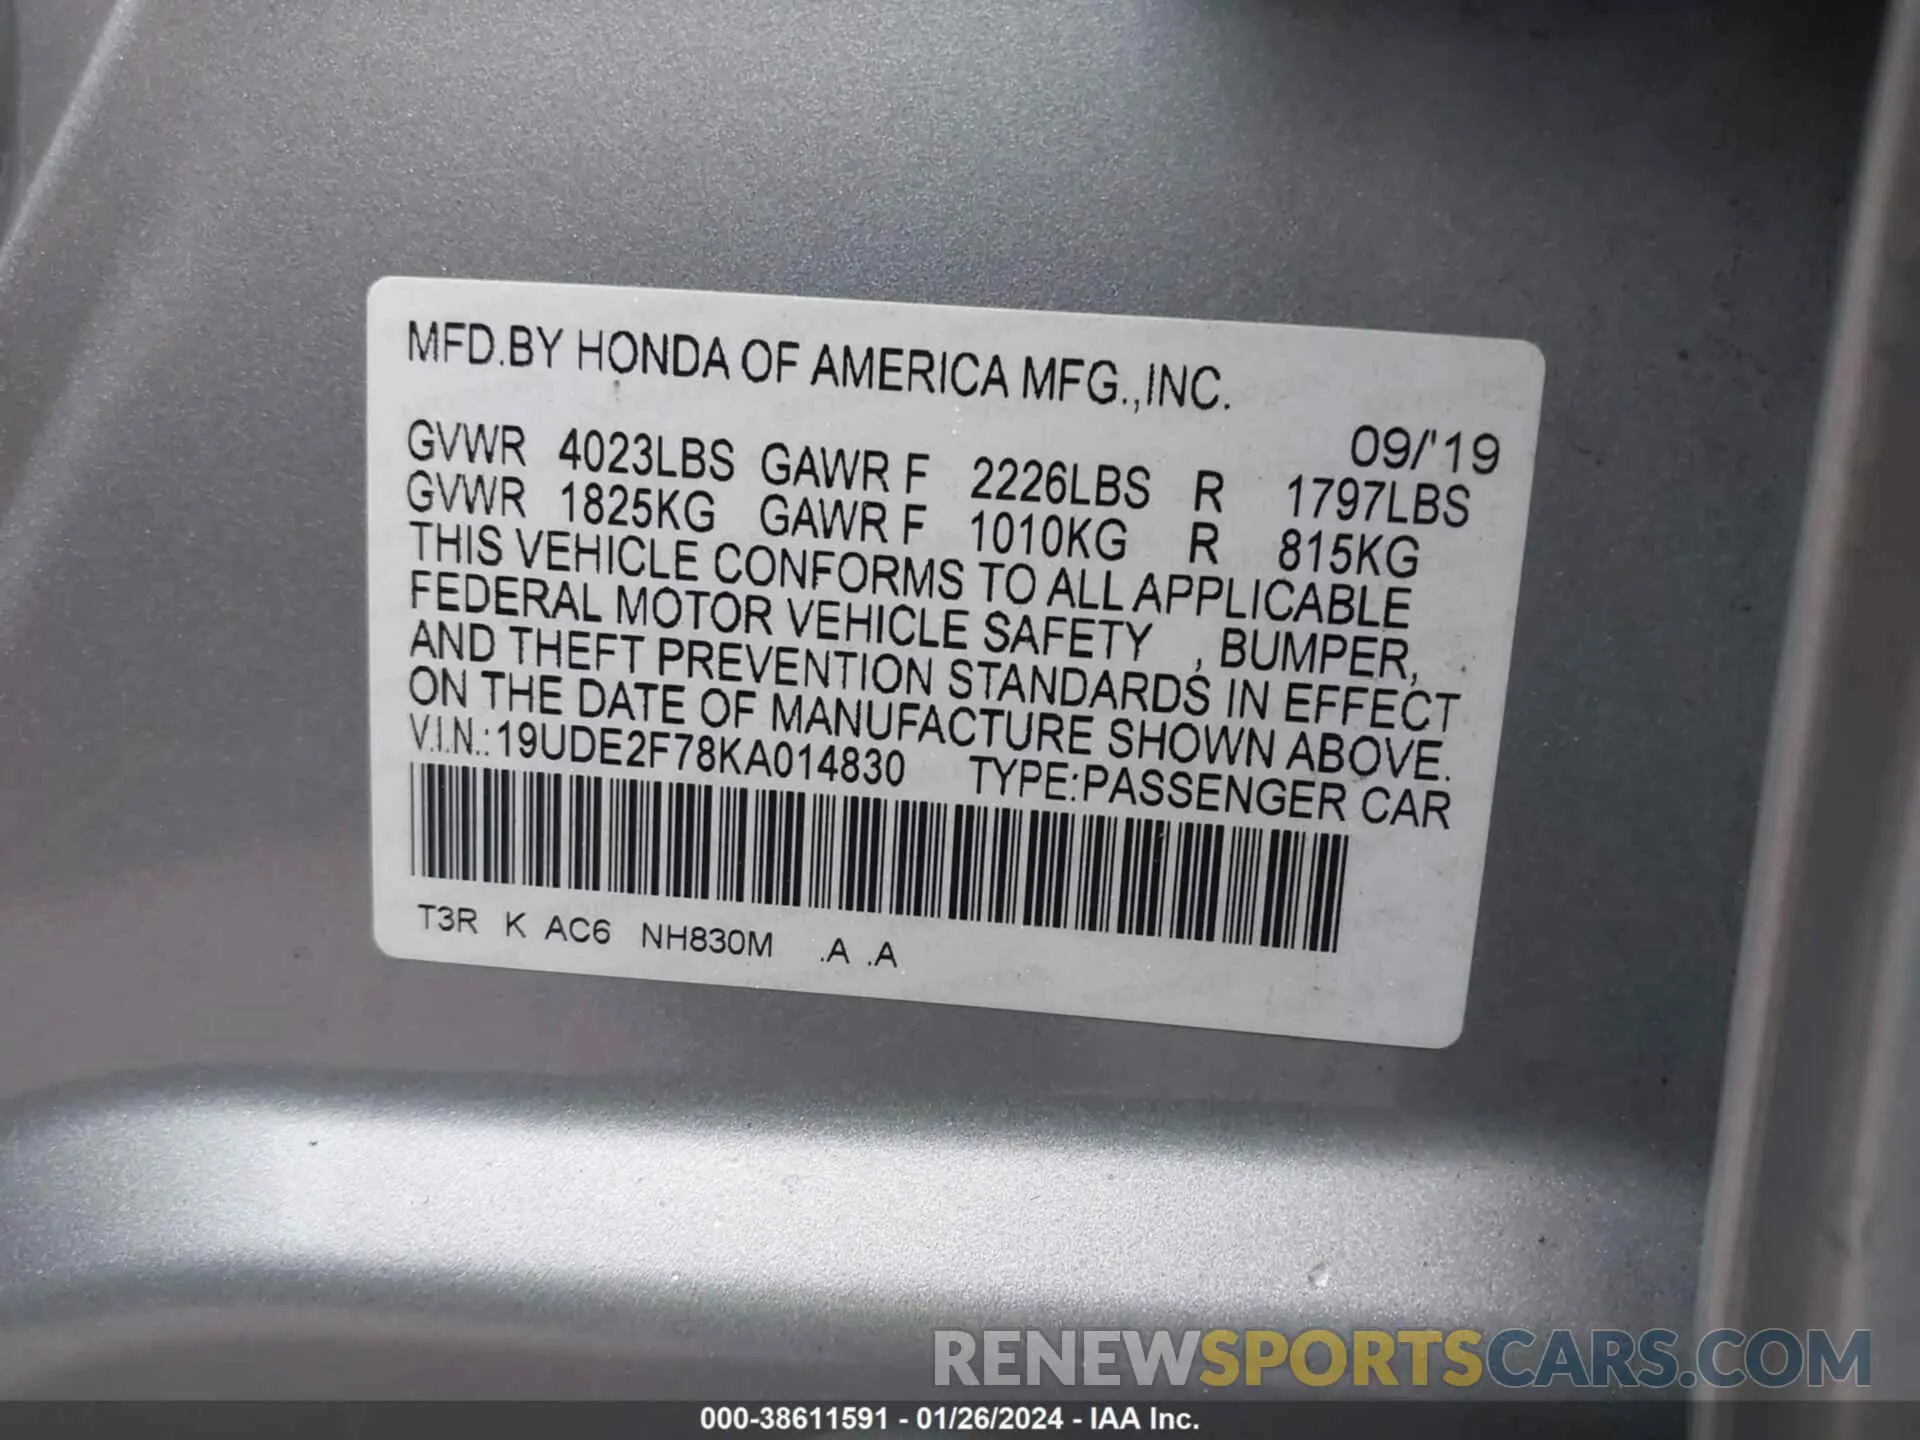 MFD.BY HONDA OF AMERICA MFG.,INC.
09/'19
GVWR 4023LBS GAWR F 2226LBS R 1797LBS
GVWR 1825KG GAWR F 1010KG R 815KG
THIS VEHICLE CONFORMS TO ALL APPLICABLE
FEDERAL MOTOR VEHICLE SAFETY , BUMPER,
AND THEFT PREVENTION STANDARDS IN EFFECT
ON THE DATE OF MANUFACTURE SHOWN ABOVE.
V.I.N.:19UDE2F78KA014830 TYPE:PASSENGER CAR
T3R K AC6 NH830M .A .A
RENEWSPORTSCARS.COM
000-38611591 - 01/26/2024 - IAA Inc.